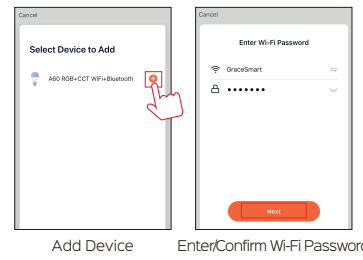 Cancel
Select Device to Add
A60 RGB+CCT WiFi+Bluetooth
Add Device
Cancel
Enter Wi-Fi Password
GraceSmart
•••••••
Next
Enter/Confirm Wi-Fi Password